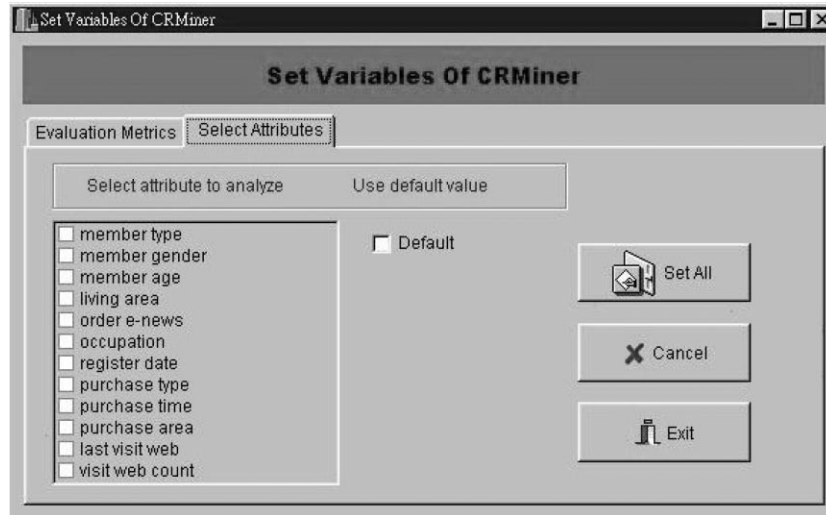 Set Variables Of CRMiner
Set Variables Of CRMiner
Evaluation Metrics Select Attributes
Select attribute to analyze Use default value
member type
member gender
member age
living area
order e-news
occupation
register date
purchase type
purchase time
purchase area
last visit web
visit web count
Default
Set All
Cancel
Exit